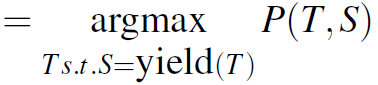 = argmax P(T,S)
T s.t. S=yield(T)